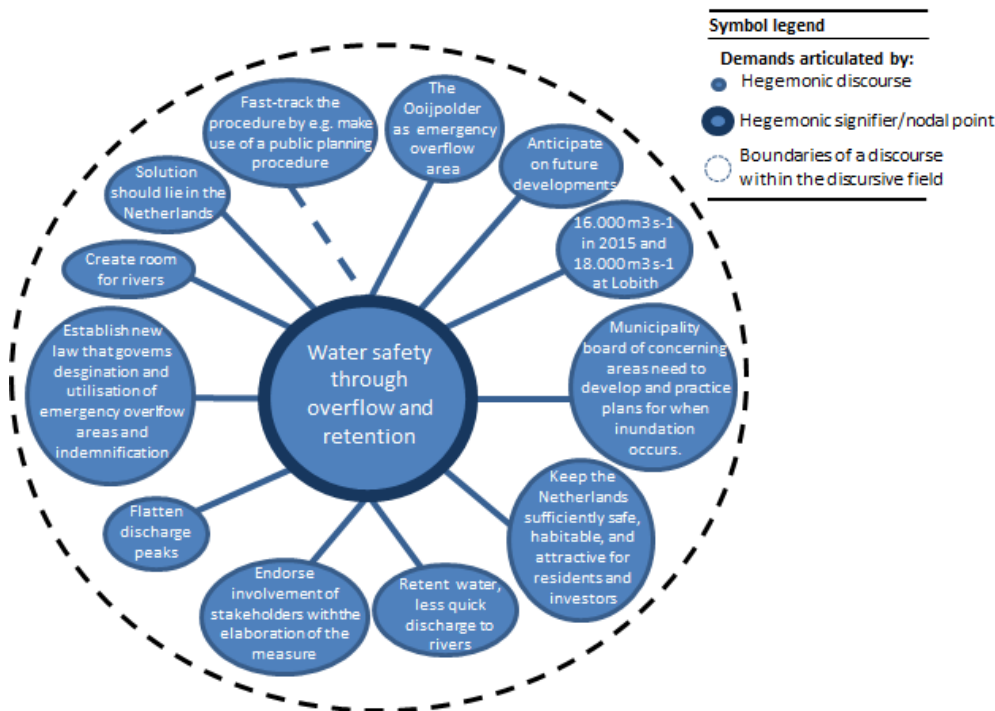 Symbol legend
Demands articulated by:
Hegemonic discourse
Hegemonic signifier/nodal point
Boundaries of a discourse
within the discursive field
Fast-track the
procedure by e.g. make
use of a public planning
procedure
The
Ooijpolder
as emergency
overflow
area
Anticipate
on future
developments
16.000 m3 s-1
in 2015 and
18.000 m3 s-1
at Lobith
Municipality
board of concerning
areas need to
develop and practice
plans for when
inundation
occurs.
Keep the
Netherlands
sufficiently safe,
habitable, and
attractive for
residents and
investors
Retent water,
less quick
discharge to
rivers
Endorse
involvement of
stakeholders with the
elaboration of the
measure
Flatten
discharge
peaks
Establish new
law that governs
desgination and
utilisation of
emergency overlfow
areas and
indemnification
Create room
for rivers
Solution
should lie in the
Netherlands
Water safety
through
overflow and
retention